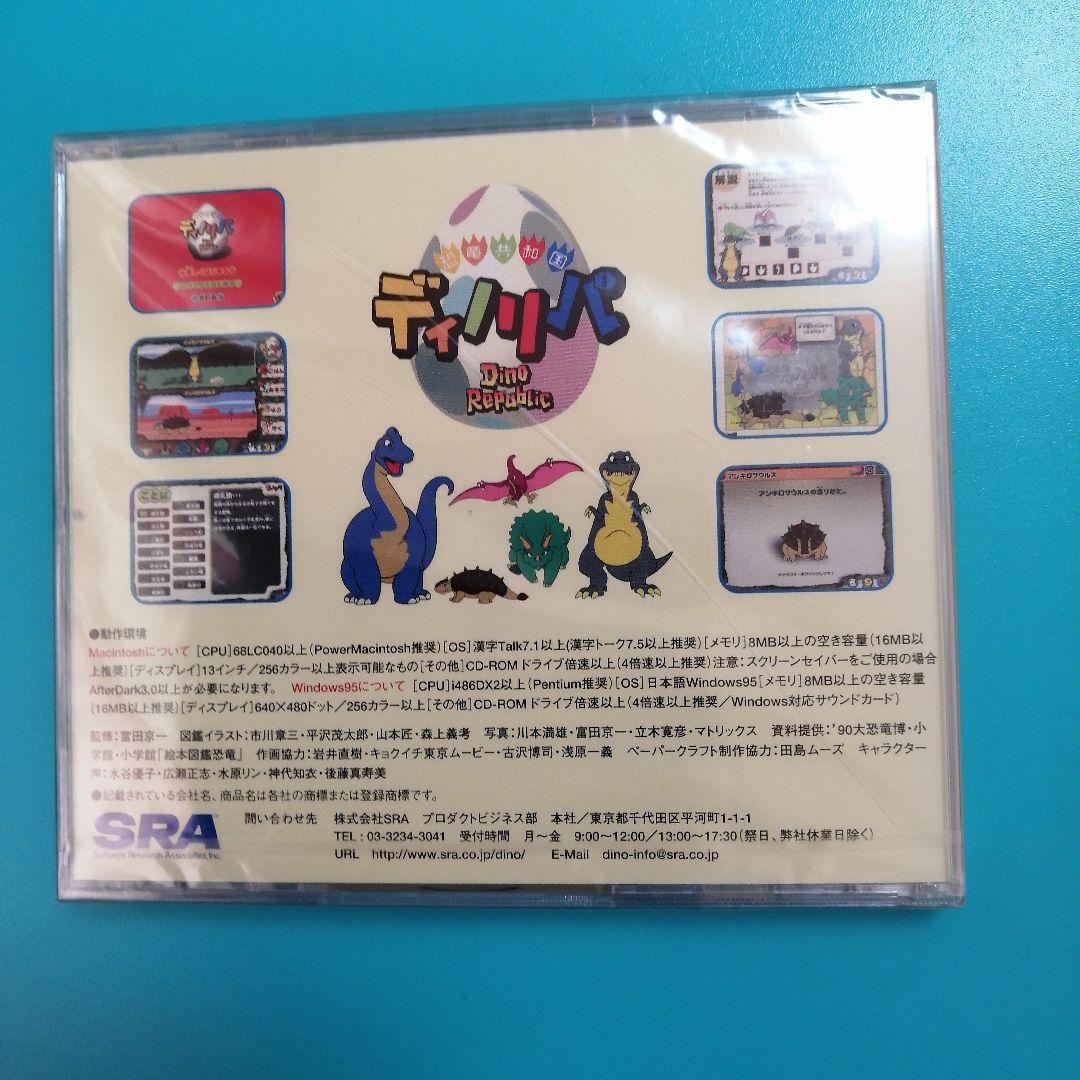 恐竜共和国
ディノリパ
Dino
Republic
ディノリパ
解説
ことば
アンキロサウルス
図鑑
アンキロサウルスの塗りかた。
●動作環境
Macintoshについて [CPU]68LC040以上(PowerMacintosh推奨)[OS]漢字Talk7.1以上(漢字トーク7.5以上推奨)[メモリ]8MB以上の空き容量(16MB以
上推奨)[ディスプレイ]13インチ/256カラー以上表示可能なもの[その他]CD-ROMドライブ倍速以上(4倍速以上推奨)注意:スクリーンセイバーをご使用の場合
AfterDark3.0以上が必要になります。 Windows95について [CPU]i486DX2以上(Pentium推奨)[OS]日本語Windows95[メモリ]8MB以上の空き容量
(16MB以上推奨)[ディスプレイ]640×480ドット/256カラー以上[その他]CD-ROMドライブ倍速以上(4倍速以上推奨/Windows対応サウンドカード)
監修:富田京一 図鑑イラスト:市川章三・平沢茂太郎・山本匠・森上義孝 写真:川本満雄・富田京一・立木寛彦・マトリックス 資料提供:'90大恐竜博・小
学館・小学館「絵本図鑑恐竜」 作画協力:岩井直樹・キョクイチ東京ムービー・古沢博司・浅原一義 ペーパークラフト制作協力:田島ムーズ キャラクター
声:水谷優子・広瀬正志・水原リン・神代知衣・後藤真寿美
●記載されている会社名、商品名は各社の商標または登録商標です。
SRA
Software Research Associates, Inc.
問い合わせ先 株式会社SRA プロダクトビジネス部 本社/東京都千代田区平河町1-1-1
TEL:03-3234-3041 受付時間 月~金 9:00~12:00/13:00~17:30(祭日、弊社休業日除く)
URL http://www.sra.co.jp/dino/ E-Mail dino-info@sra.co.jp